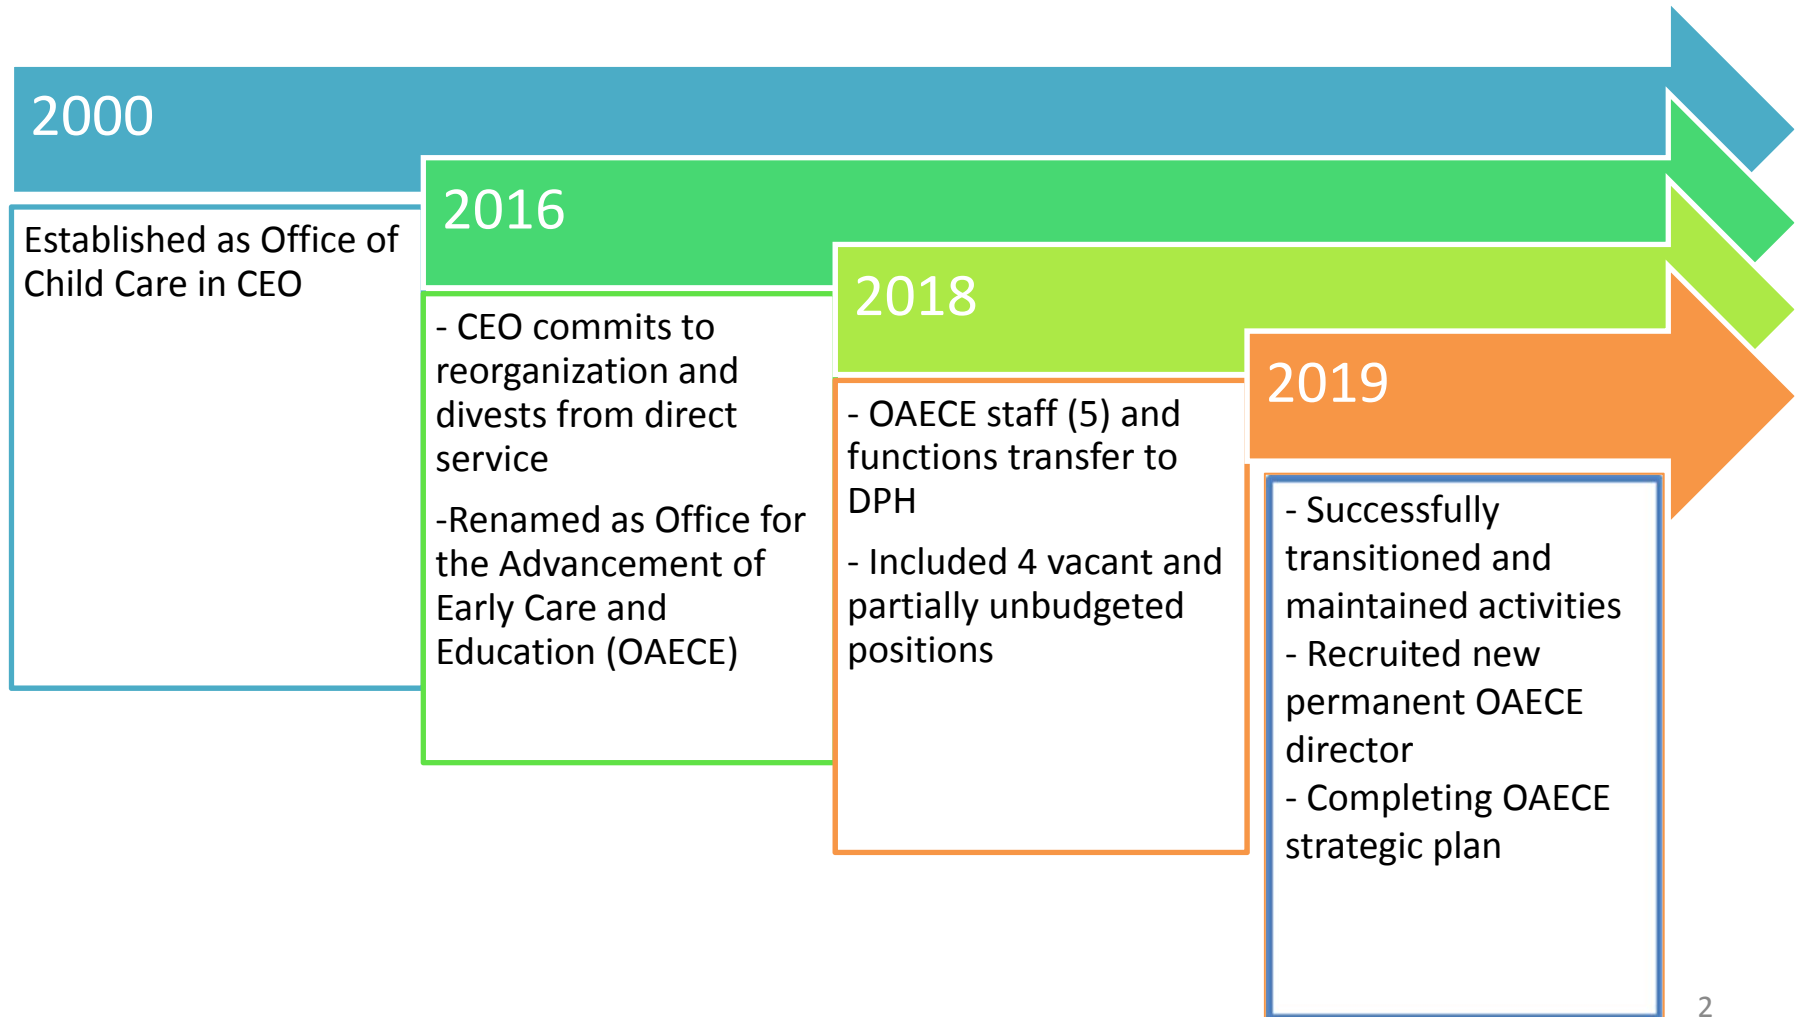 2000
Established as Office of
Child Care in CEO
2016
- CEO commits to
reorganization and
divests from direct
service
-Renamed as Office for
the Advancement of
Early Care and
Education (OAECE)
2018
- OAECE staff (5) and
functions transfer to
DPH
- Included 4 vacant and
partially unbudgeted
positions
2019
- Successfully
transitioned and
maintained activities
- Recruited new
permanent OAECE
director
- Completing OAECE
strategic plan
2